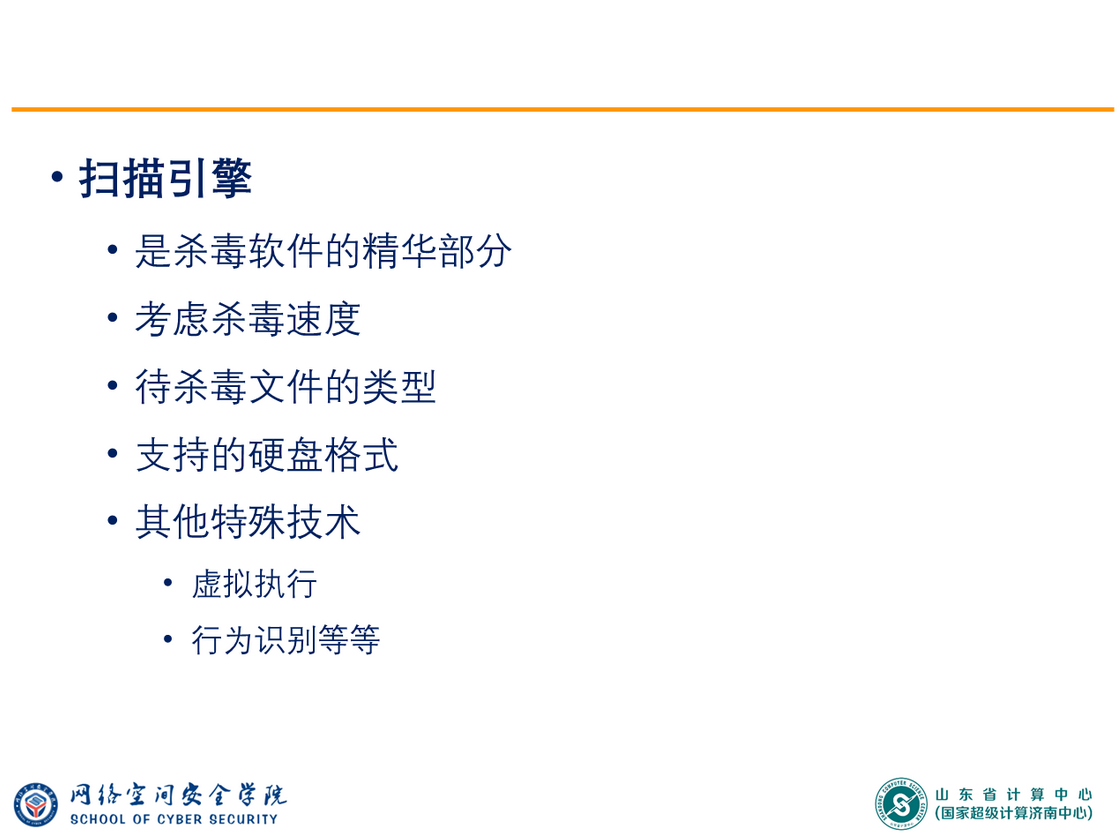 • 扫描引擎
• 是杀毒软件的精华部分
• 考虑杀毒速度
• 待杀毒文件的类型
• 支持的硬盘格式
• 其他特殊技术
• 虚拟执行
• 行为识别等等
网络空间安全学院
SCHOOL OF CYBER SECURITY
山东省计算中心
(国家超级计算济南中心)